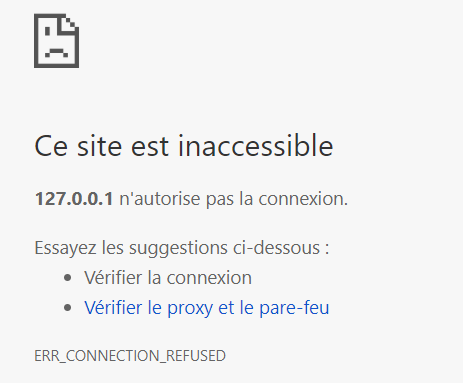 Ce site est inaccessible
127.0.0.1 n'autorise pas la connexion.
Essayez les suggestions ci-dessous :
• Vérifier la connexion
• Vérifier le proxy et le pare-feu
ERR_CONNECTION_REFUSED